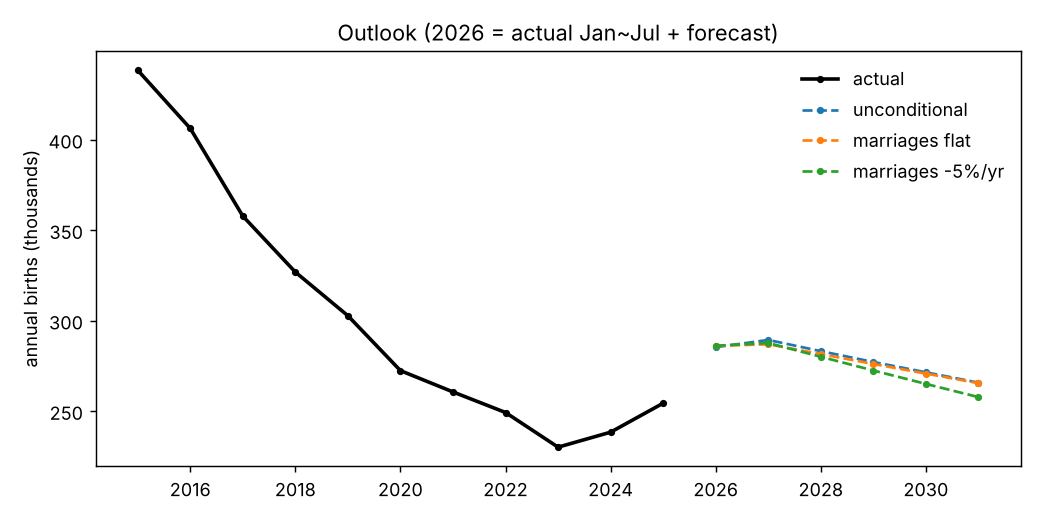 Outlook (2026 = actual Jan~Jul + forecast)
actual
unconditional
marriages flat
marriages -5%/yr
annual births (thousands)
400
350
300
250
2016
2018
2020
2022
2024
2026
2028
2030